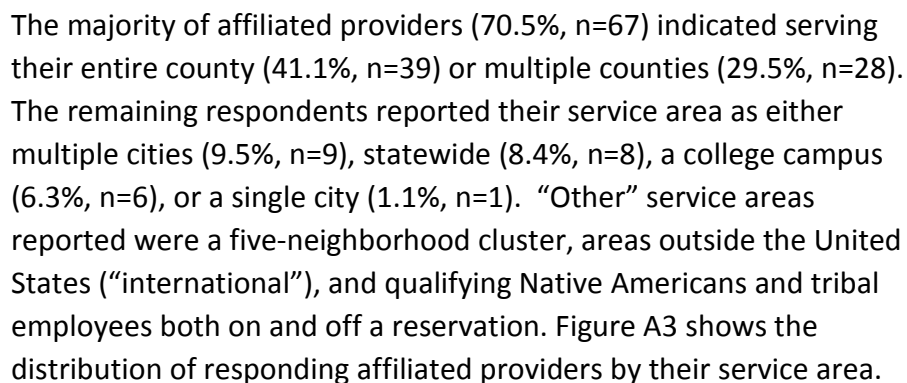 The majority of affiliated providers (70.5%, n=67) indicated serving
their entire county (41.1%, n=39) or multiple counties (29.5%, n=28).
The remaining respondents reported their service area as either
multiple cities (9.5%, n=9), statewide (8.4%, n=8), a college campus
(6.3%, n=6), or a single city (1.1%, n=1).  “Other” service areas
reported were a five-neighborhood cluster, areas outside the United
States (“international”), and qualifying Native Americans and tribal
employees both on and off a reservation. Figure A3 shows the
distribution of responding affiliated providers by their service area.